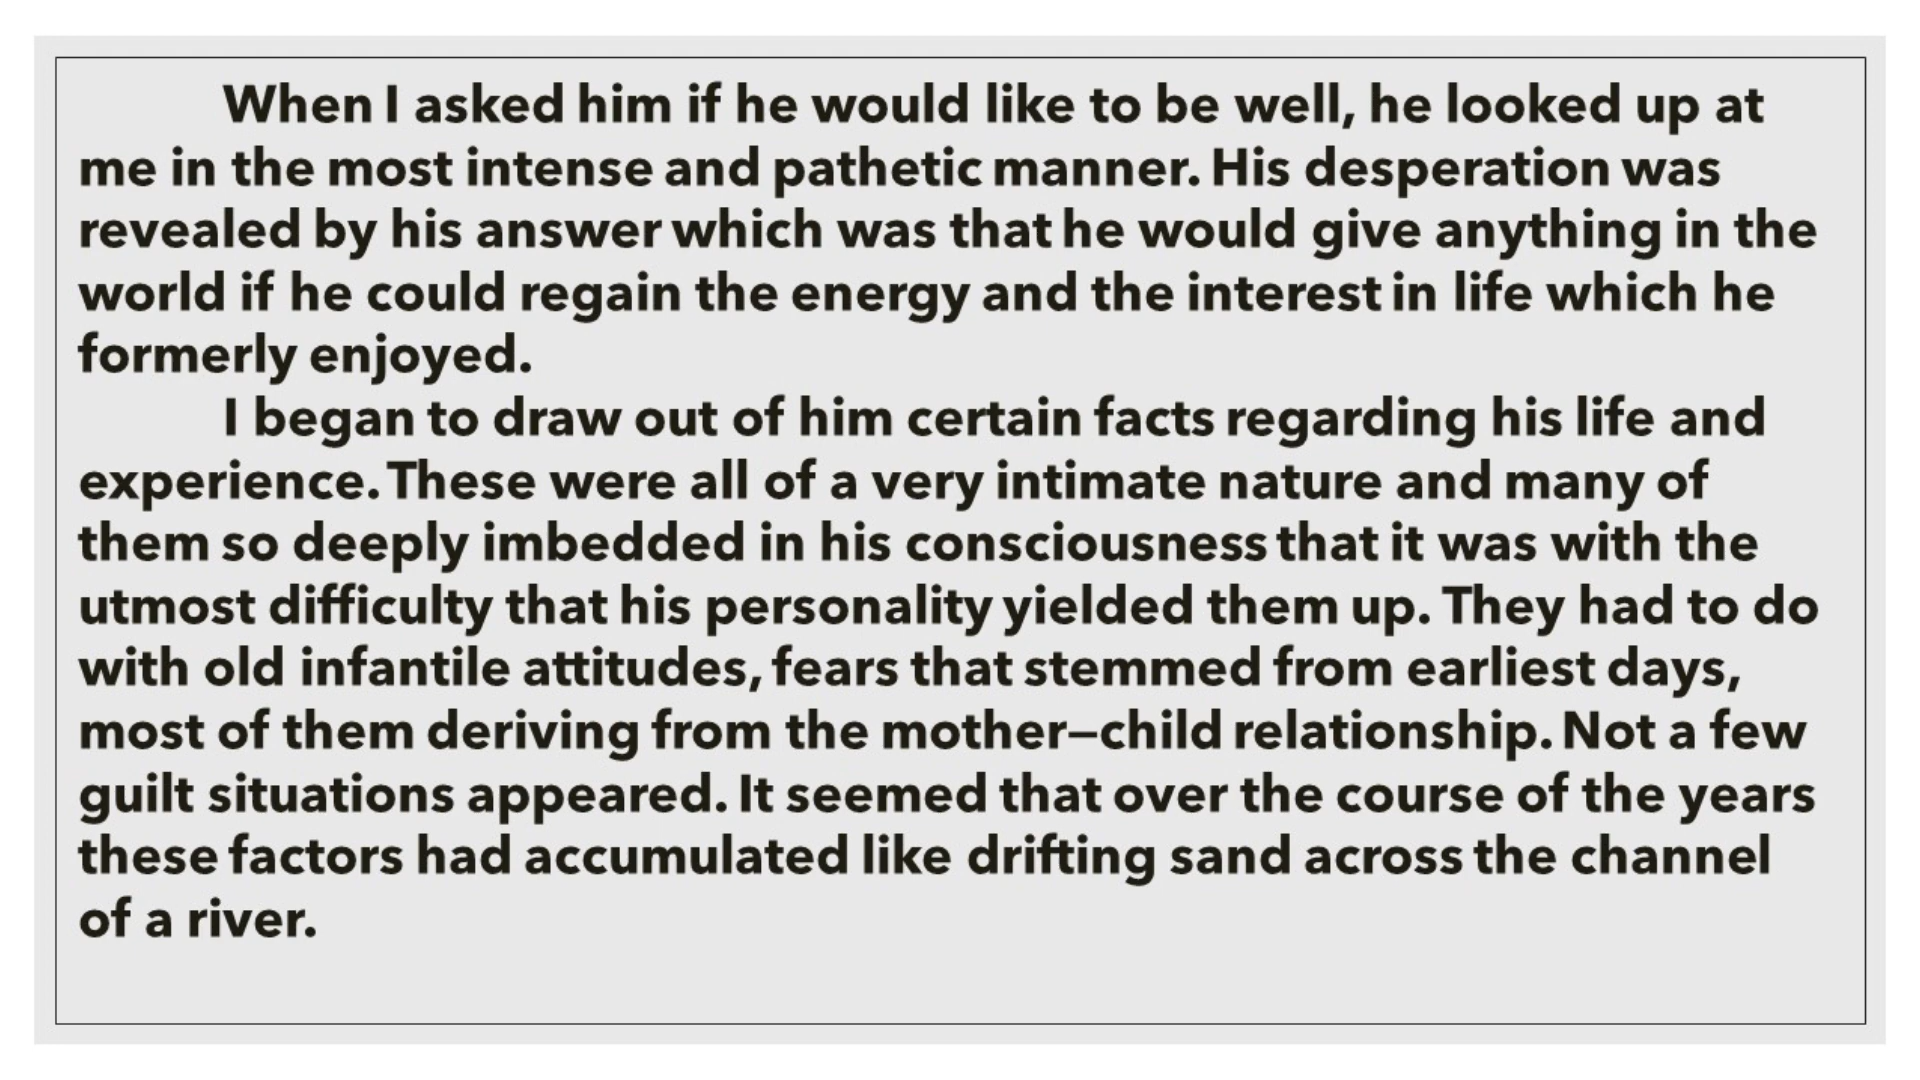 When I asked him if he would like to be well, he looked up at
me in the most intense and pathetic manner. His desperation was
revealed by his answer which was that he would give anything in the
world if he could regain the energy and the interest in life which he
formerly enjoyed.
I began to draw out of him certain facts regarding his life and
experience. These were all of a very intimate nature and many of
them so deeply imbedded in his consciousness that it was with the
utmost difficulty that his personality yielded them up. They had to do
with old infantile attitudes, fears that stemmed from earliest days,
most of them deriving from the mother—child relationship. Not a few
guilt situations appeared. It seemed that over the course of the years
these factors had accumulated like drifting sand across the channel
of a river.